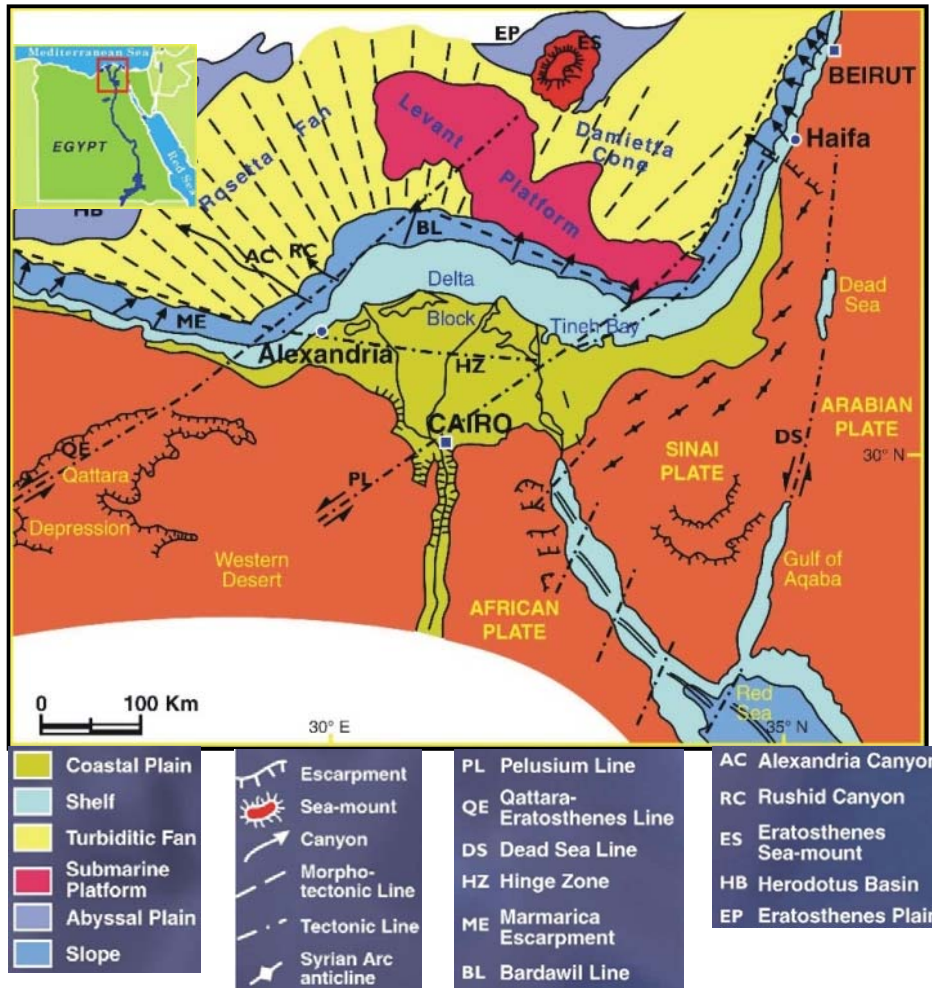 Mediterranean Sea
EGYPT
Red Sea
EP
ES
BEIRUT
Levant
Platform
Damietta
Cone
Rosetta Fan
Haifa
HB
AC
RC
BL
Delta
Block
Dead
Sea
ME
Alexandria
Tineh Bay
HZ
CAIRO
ARABIAN
PLATE
SINAI
PLATE
DS
30° N
QE
Qattara
Depression
PL
Western
Desert
Gulf of
Aqaba
AFRICAN
PLATE
Red
Sea
0 100 Km
30° E
35° N
Coastal Plain
Shelf
Turbiditic Fan
Submarine
Platform
Abyssal Plain
Slope
Escarpment
Sea-mount
Canyon
Morpho-
tectonic Line
Tectonic Line
Syrian Arc
anticline
PL Pelusium Line
QE Qattara-
Eratosthenes Line
DS Dead Sea Line
HZ Hinge Zone
ME Marmarica
Escarpment
BL Bardawil Line
AC Alexandria Canyon
RC Rushid Canyon
ES Eratosthenes
Sea-mount
HB Herodotus Basin
EP Eratosthenes Plain